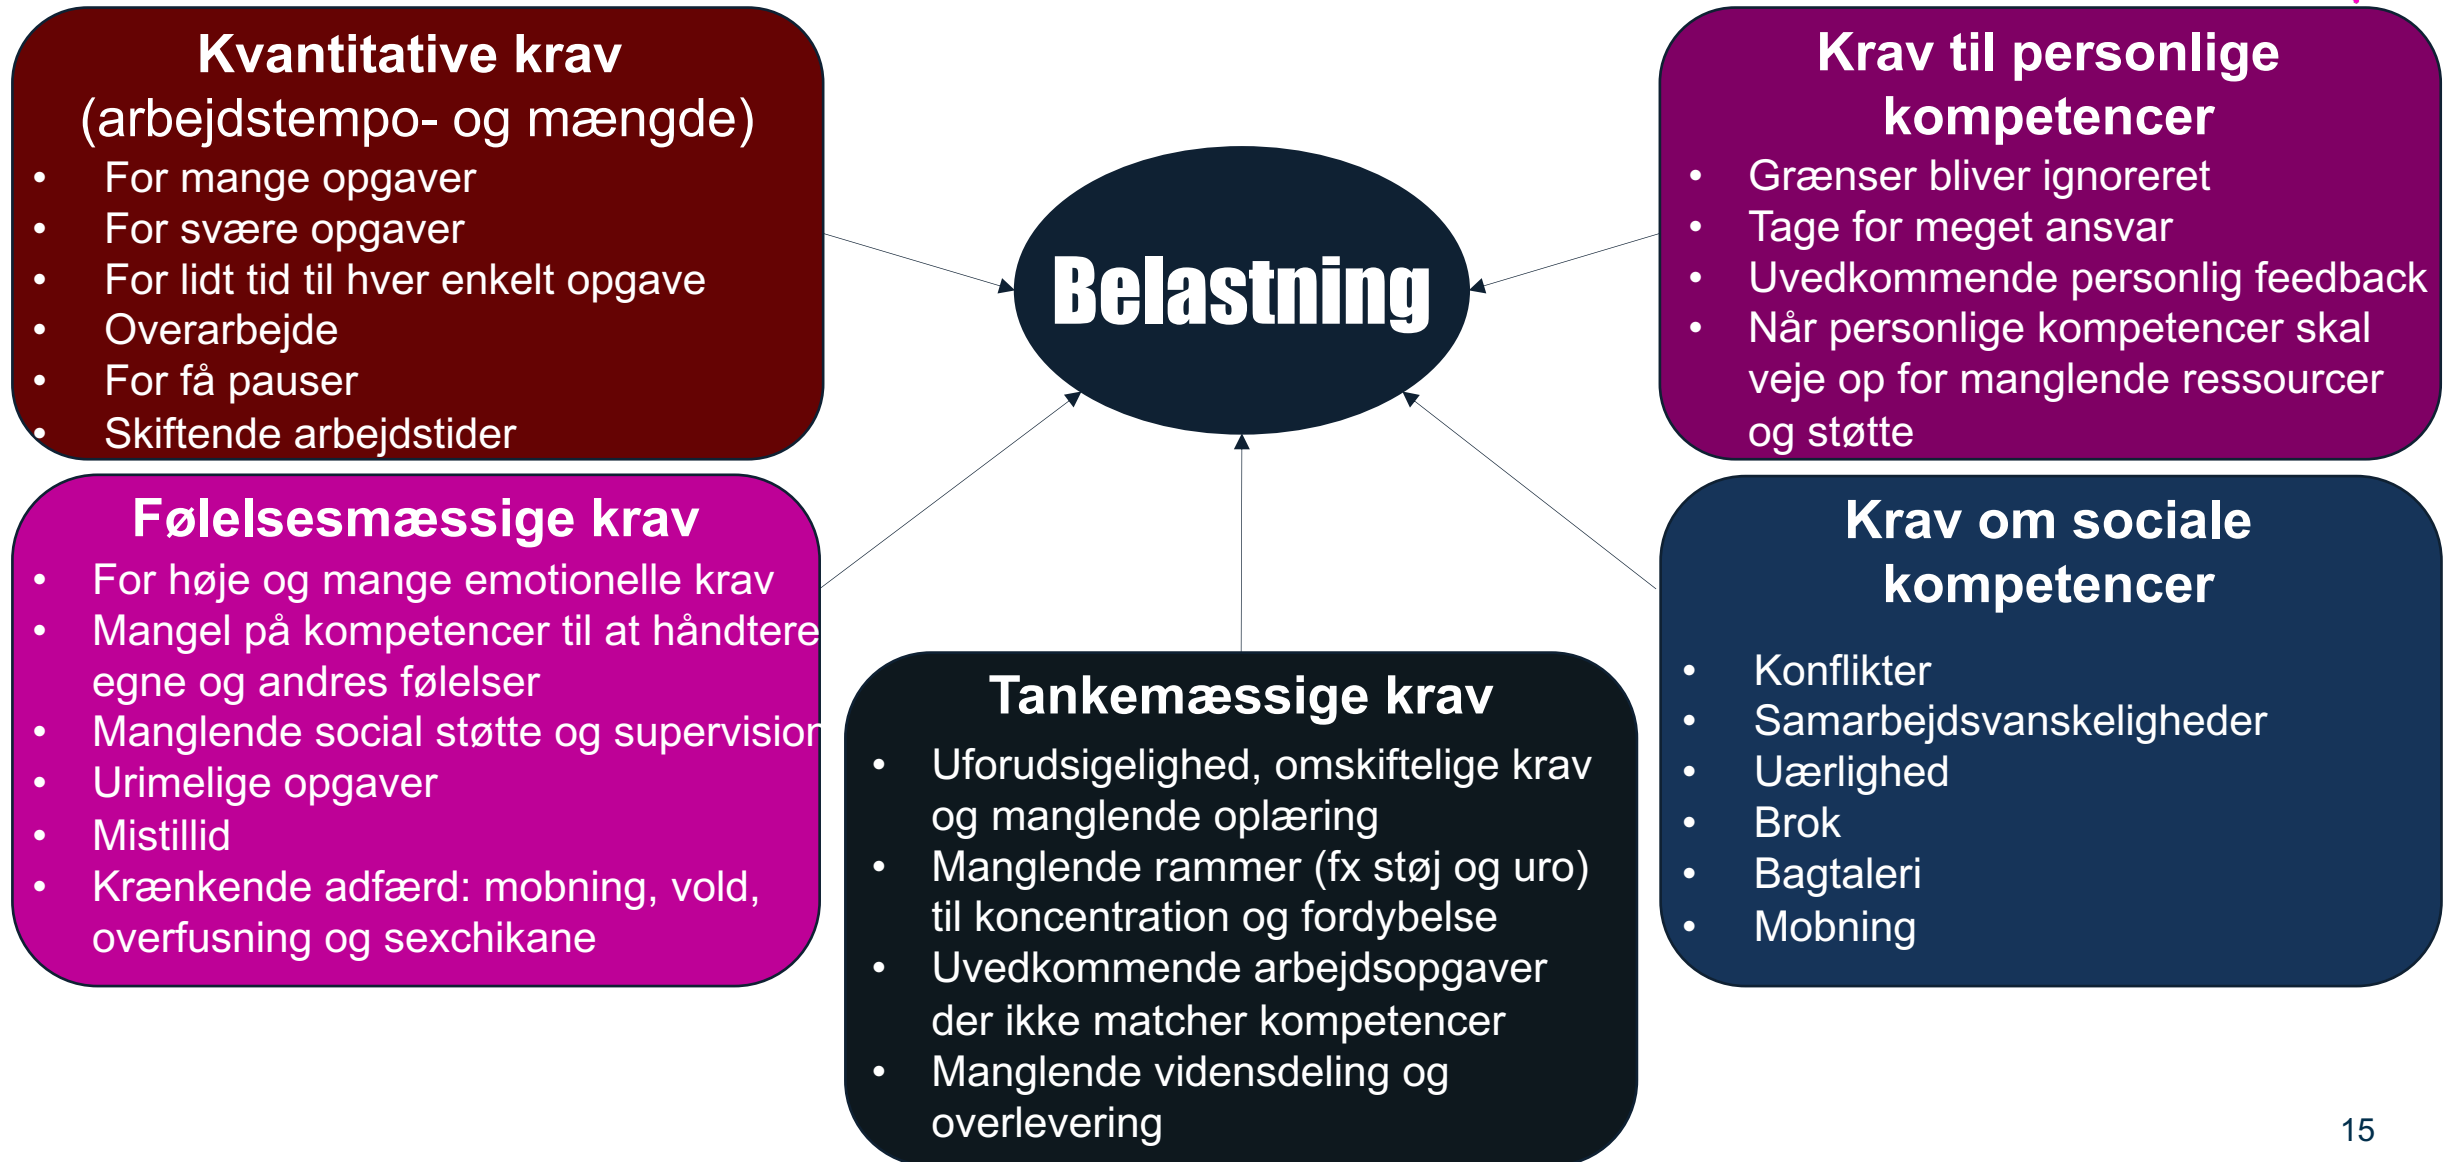 Kvantitative krav
(arbejdstempo- og mængde)
• For mange opgaver
• For svære opgaver
• For lidt tid til hver enkelt opgave
• Overarbejde
• For få pauser
• Skiftende arbejdstider
Belastning
Krav til personlige
kompetencer
• Grænser bliver ignoreret
• Tage for meget ansvar
• Uvedkommende personlig feedback
• Når personlige kompetencer skal
veje op for manglende ressourcer
og støtte
Følelsesmæssige krav
• For høje og mange emotionelle krav
• Mangel på kompetencer til at håndtere
egne og andres følelser
• Manglende social støtte og supervision
• Urimelige opgaver
• Mistillid
• Krænkende adfærd: mobning, vold,
overfusning og sexchikane
Tankemæssige krav
• Uforudsigelighed, omskiftelige krav
og manglende oplæring
• Manglende rammer (fx støj og uro)
til koncentration og fordybelse
• Uvedkommende arbejdsopgaver
der ikke matcher kompetencer
• Manglende vidensdeling og
overlevering
Krav om sociale
kompetencer
• Konflikter
• Samarbejdsvanskeligheder
• Uærlighed
• Brok
• Bagtaleri
• Mobning
15